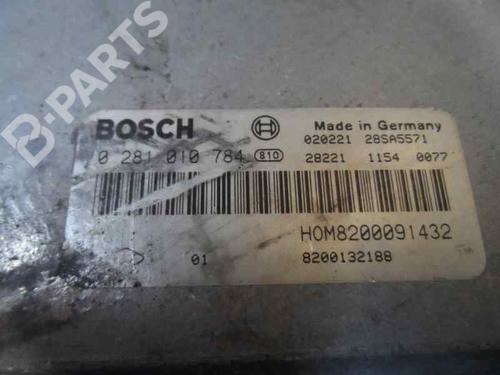 B-PARTS
BOSCH
Made in Germany
020221 28SA5571
0 281 010 784 810
28221 1154 0077
HOM8200091432
01 8200132188